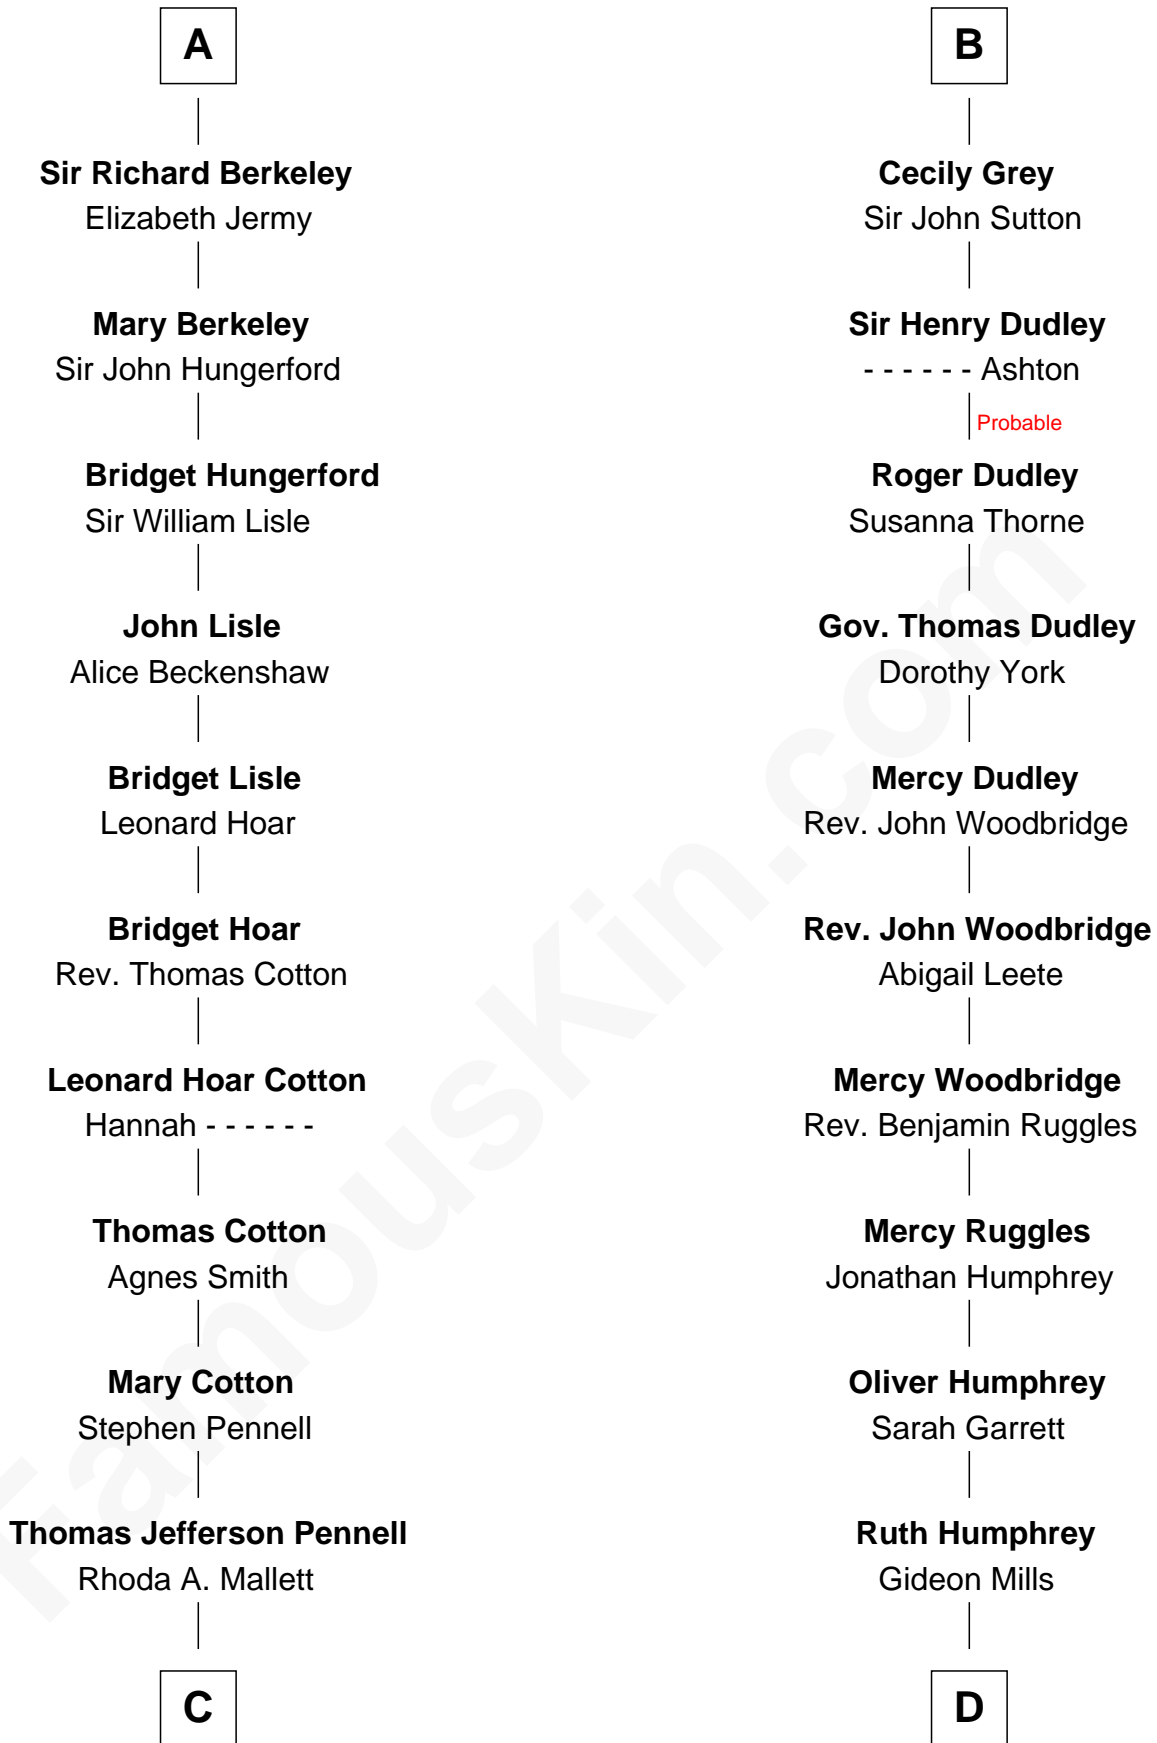 A
Sir Richard Berkeley
Elizabeth Jermy
Mary Berkeley
Sir John Hungerford
Bridget Hungerford
Sir William Lisle
John Lisle
Alice Beckenshaw
Bridget Lisle
Leonard Hoar
Bridget Hoar
Rev. Thomas Cotton
Leonard Hoar Cotton
Hannah - - - - - -
Thomas Cotton
Agnes Smith
Mary Cotton
Stephen Pennell
Thomas Jefferson Pennell
Rhoda A. Mallett
C
B
Cecily Grey
Sir John Sutton
Sir Henry Dudley
- - - - - - Ashton
Probable
Roger Dudley
Susanna Thorne
Gov. Thomas Dudley
Dorothy York
Mercy Dudley
Rev. John Woodbridge
Rev. John Woodbridge
Abigail Leete
Mercy Woodbridge
Rev. Benjamin Ruggles
Mercy Ruggles
Jonathan Humphrey
Oliver Humphrey
Sarah Garrett
Ruth Humphrey
Gideon Mills
D
FamousKin.com